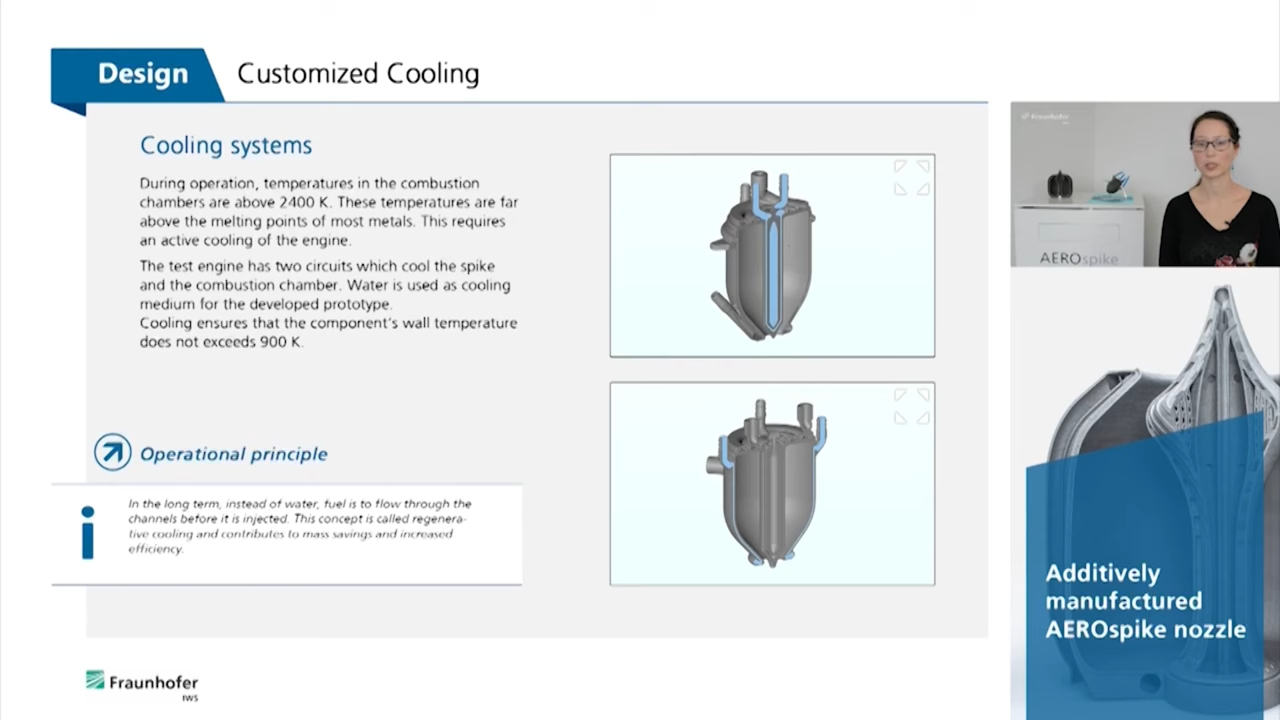 Design
Customized Cooling
Cooling systems
During operation, temperatures in the combustion
chambers are above 2400 K. These temperatures are far
above the melting points of most metals. This requires
an active cooling of the engine.
The test engine has two circuits which cool the spike
and the combustion chamber. Water is used as cooling
medium for the developed prototype.
Cooling ensures that the component's wall temperature
does not exceeds 900 K.
Operational principle
i
In the long term, instead of water, fuel is to flow through the
channels before it is injected. This concept is called regenera-
tive cooling and contributes to mass savings and increased
efficiency.
Fraunhofer
IWS
Fraunhofer
AEROspike
Additively
manufactured
AEROspike nozzle